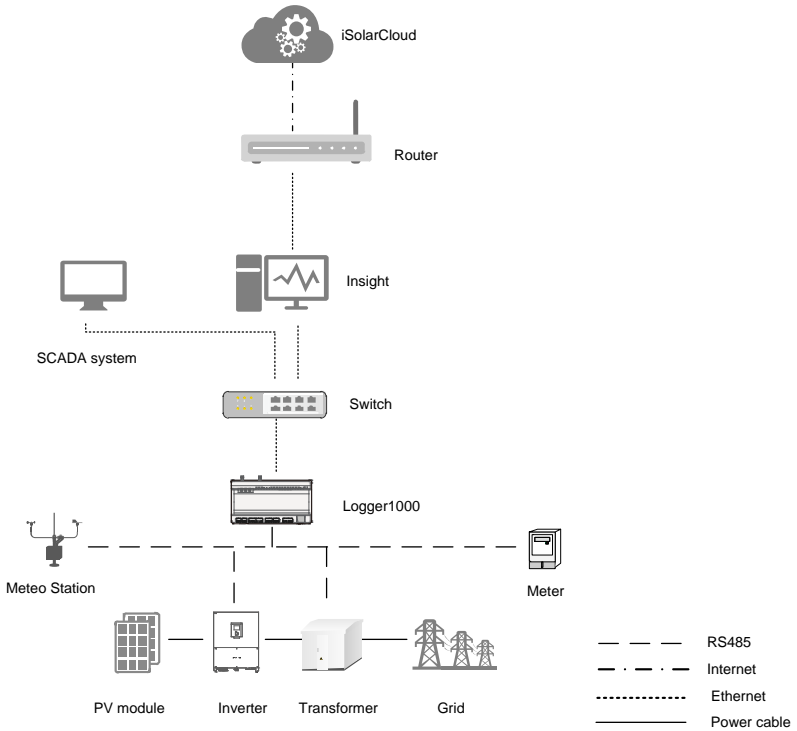 iSolarCloud
Router
Insight
SCADA system
Switch
Logger1000
Meteo Station
Meter
PV module
Inverter
Transformer
Grid
RS485
Internet
Ethernet
Power cable